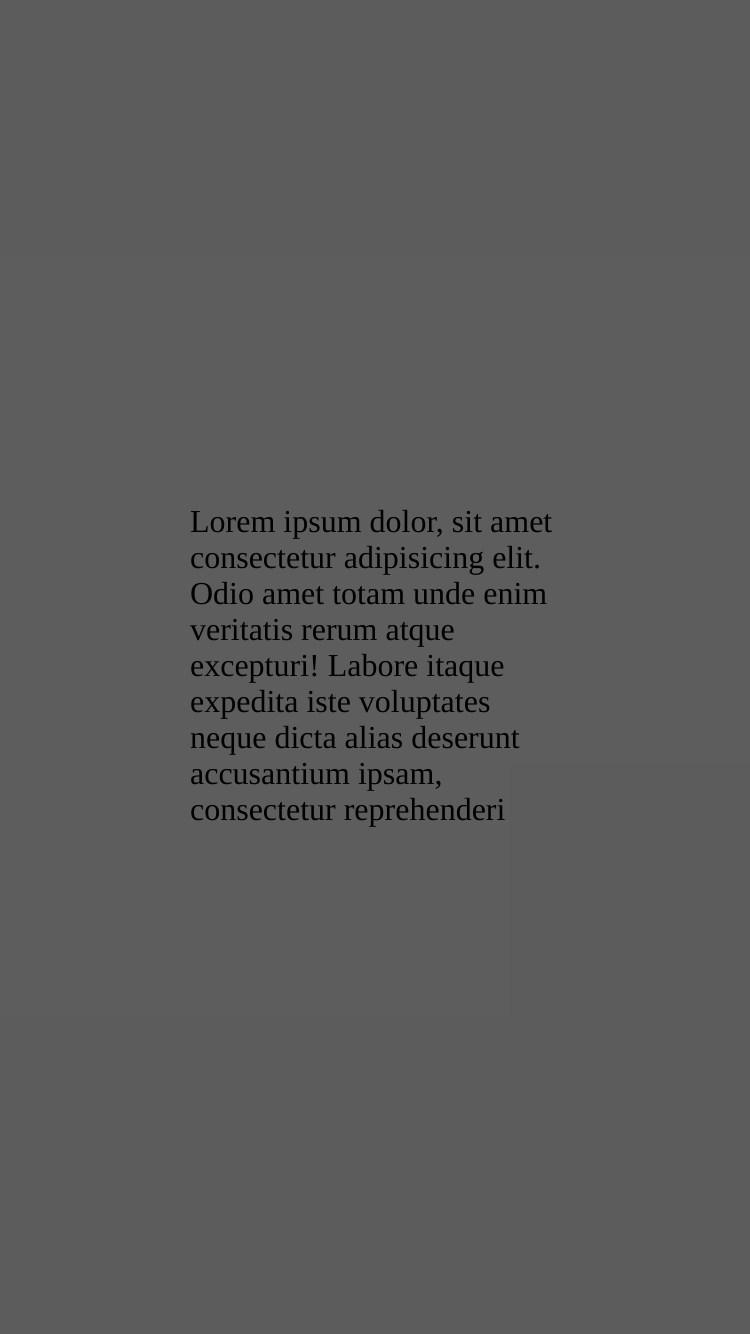 Lorem ipsum dolor, sit amet
consectetur adipisicing elit.
Odio amet totam unde enim
veritatis rerum atque
excepturi! Labore itaque
expedita iste voluptates
neque dicta alias deserunt
accusantium ipsam,
consectetur reprehenderi